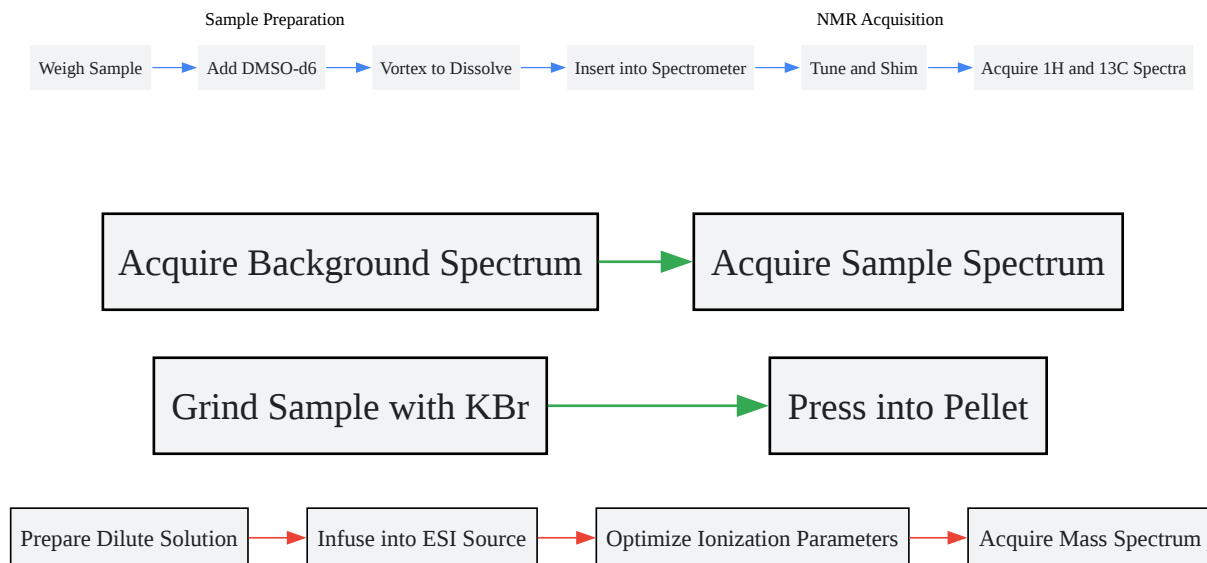 Sample Preparation
NMR Acquisition
Weigh Sample
Add DMSO-d6
Vortex to Dissolve
Insert into Spectrometer
Tune and Shim
Acquire 1H and 13C Spectra
Acquire Background Spectrum
Acquire Sample Spectrum
Grind Sample with KBr
Press into Pellet
Prepare Dilute Solution
Infuse into ESI Source
Optimize Ionization Parameters
Acquire Mass Spectrum